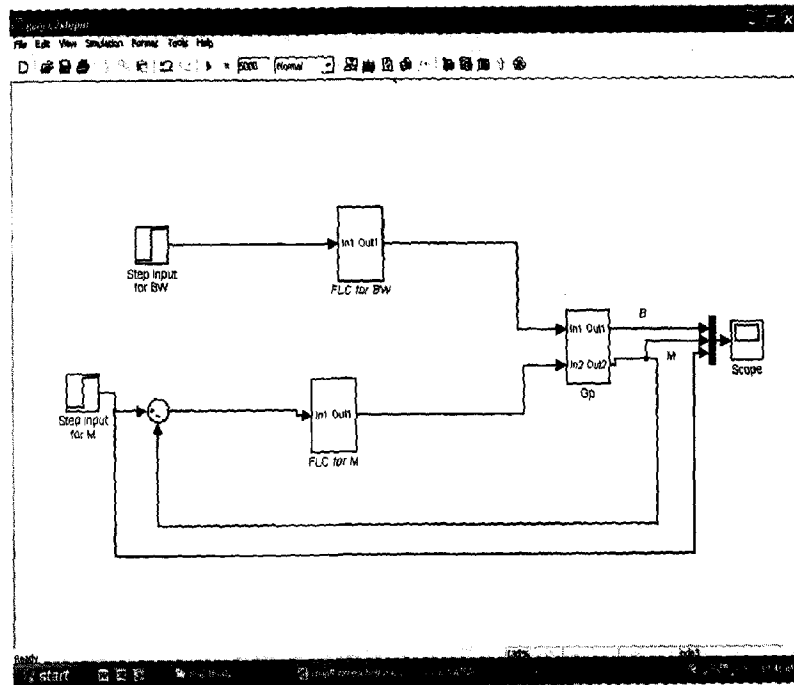 File Edit View Simulation Format Tools Help
5000 Normal
Step Input
for BW
In1 Out1
FLC for BW
In1 Out1
In2 Out2
Gp
B
M
Scope
Step Input
for M
In1 Out1
FLC for M
Ready
start